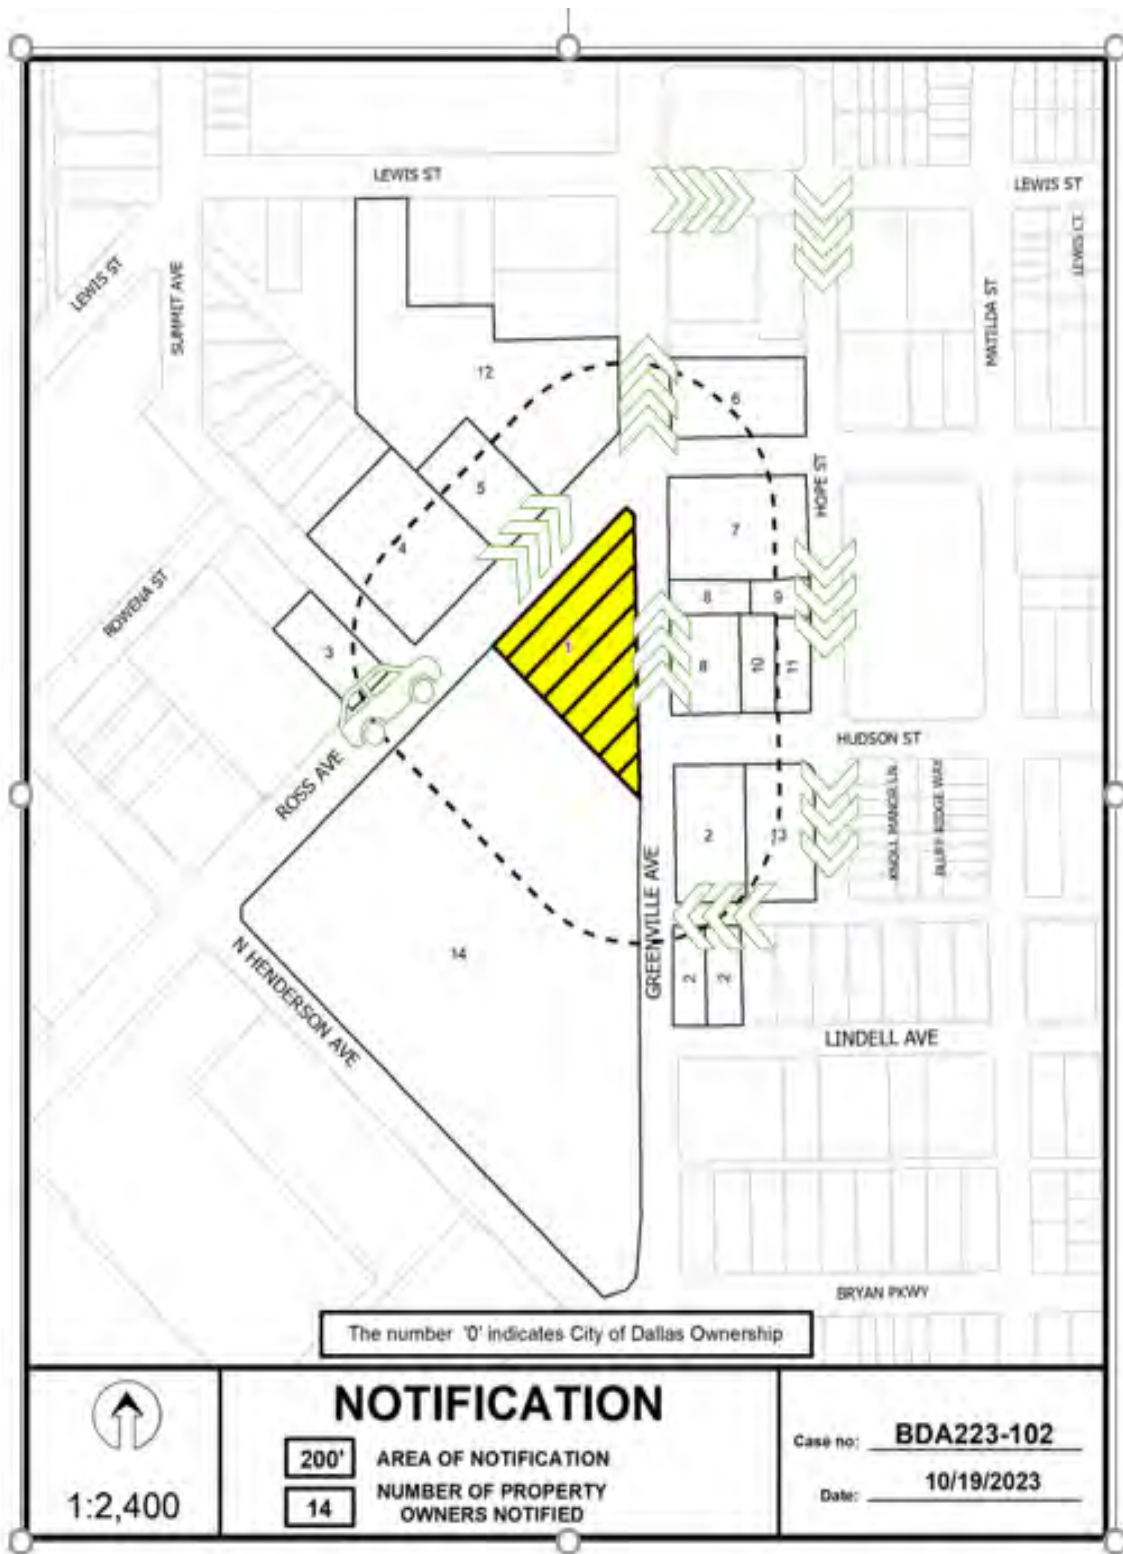 LEWIS ST
LEWIS ST
LEWIS CT
LEWIS ST
SUMMIT AVE
MATILDA ST
12
6
HOPE ST
5
7
4
ROWENA ST
8
9
3
1
8
10
11
HUDSON ST
ROSS AVE
KNOLL MANOR LN
BLUFF RIDGE WAY
2
13
GREENVILLE AVE
14
N HENDERSON AVE
2
2
LINDELL AVE
BRYAN PKWY
The number '0' indicates City of Dallas Ownership
1:2,400
NOTIFICATION
200' AREA OF NOTIFICATION
14 NUMBER OF PROPERTY
OWNERS NOTIFIED
Case no: BDA223-102
Date: 10/19/2023